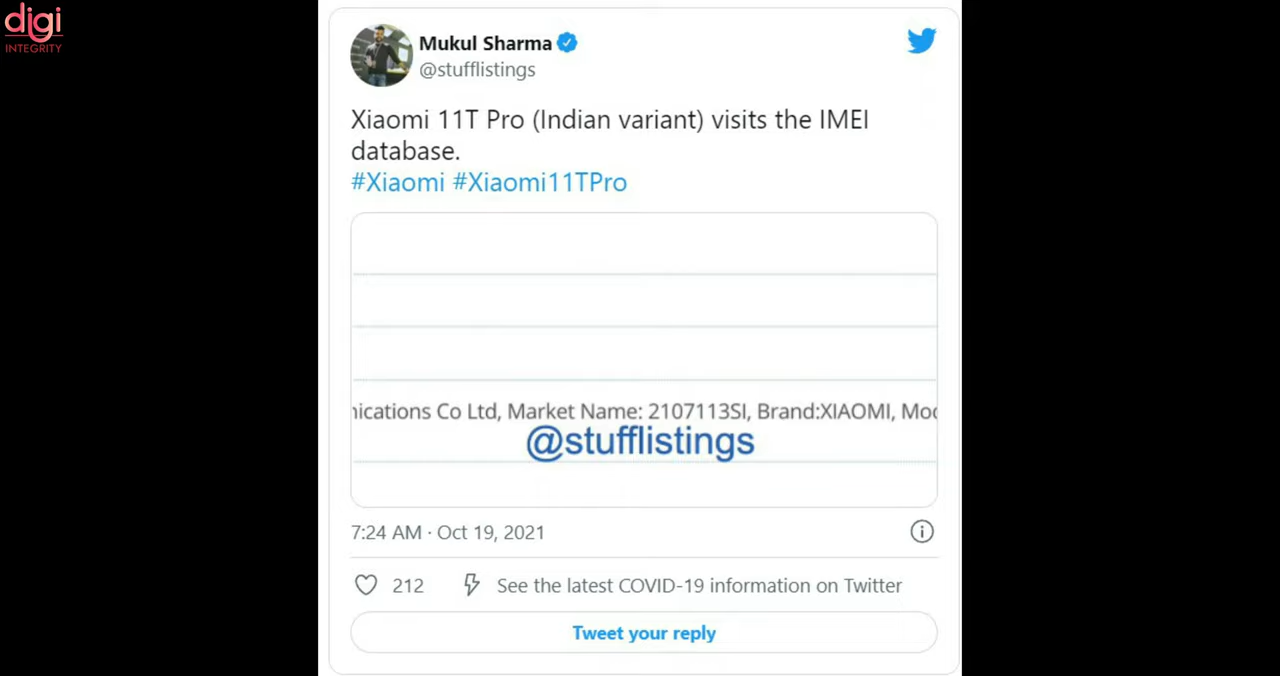 digi
INTEGRITY
Mukul Sharma
@stufflistings
Xiaomi 11T Pro (Indian variant) visits the IMEI
database.
#Xiaomi #Xiaomi11TPro
nications Co Ltd, Market Name: 2107113SI, Brand:XIAOMI, Mod
@stufflistings
7:24 AM · Oct 19, 2021
212
See the latest COVID-19 information on Twitter
Tweet your reply